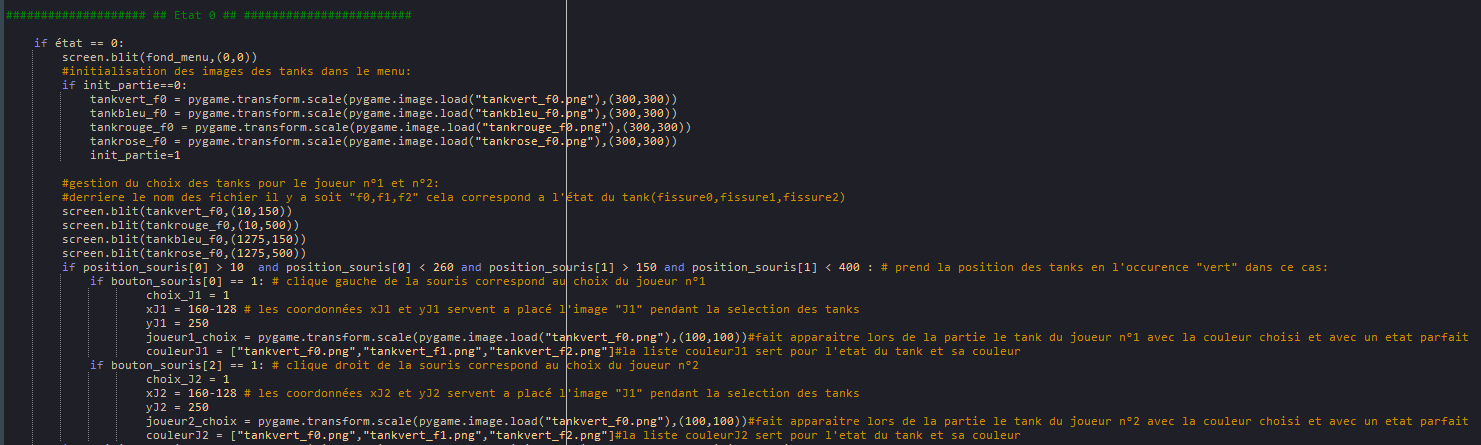 #################### ## Etat 0 ## ########################
if état == 0:
screen.blit(fond_menu,(0,0))
#initialisation des images des tanks dans le menu:
if init_partie==0:
tankvert_f0 = pygame.transform.scale(pygame.image.load("tankvert_f0.png"),(300,300))
tankbleu_f0 = pygame.transform.scale(pygame.image.load("tankbleu_f0.png"),(300,300))
tankrouge_f0 = pygame.transform.scale(pygame.image.load("tankrouge_f0.png"),(300,300))
tankrose_f0 = pygame.transform.scale(pygame.image.load("tankrose_f0.png"),(300,300))
init_partie=1
#gestion du choix des tanks pour le joueur n°1 et n°2:
#derriere le nom des fichier il y a soit "f0,f1,f2" cela correspond a l'état du tank(fissure0,fissure1,fissure2)
screen.blit(tankvert_f0,(10,150))
screen.blit(tankrouge_f0,(10,500))
screen.blit(tankbleu_f0,(1275,150))
screen.blit(tankrose_f0,(1275,500))
if position_souris[0] > 10  and position_souris[0] < 260 and position_souris[1] > 150 and position_souris[1] < 400 : # prend la position des tanks en l'occurence "vert" dans ce cas:
if bouton_souris[0] == 1: # clique gauche de la souris correspond au choix du joueur n°1
choix_J1 = 1
xJ1 = 160-128 # les coordonnées xJ1 et yJ1 servent a placé l'image "J1" pendant la selection des tanks
yJ1 = 250
joueur1_choix = pygame.transform.scale(pygame.image.load("tankvert_f0.png"),(100,100))#fait apparaitre lors de la partie le tank du joueur n°1 avec la couleur choisi et avec un etat parfait
couleurJ1 = ["tankvert_f0.png","tankvert_f1.png","tankvert_f2.png"]#la liste couleurJ1 sert pour l'etat du tank et sa couleur
if bouton_souris[2] == 1: # clique droit de la souris correspond au choix du joueur n°2
choix_J2 = 1
xJ2 = 160-128 # les coordonnées xJ2 et yJ2 servent a placé l'image "J1" pendant la selection des tanks
yJ2 = 250
joueur2_choix = pygame.transform.scale(pygame.image.load("tankvert_f0.png"),(100,100))#fait apparaitre lors de la partie le tank du joueur n°2 avec la couleur choisi et avec un etat parfait
couleurJ2 = ["tankvert_f0.png","tankvert_f1.png","tankvert_f2.png"]#la liste couleurJ2 sert pour l'etat du tank et sa couleur